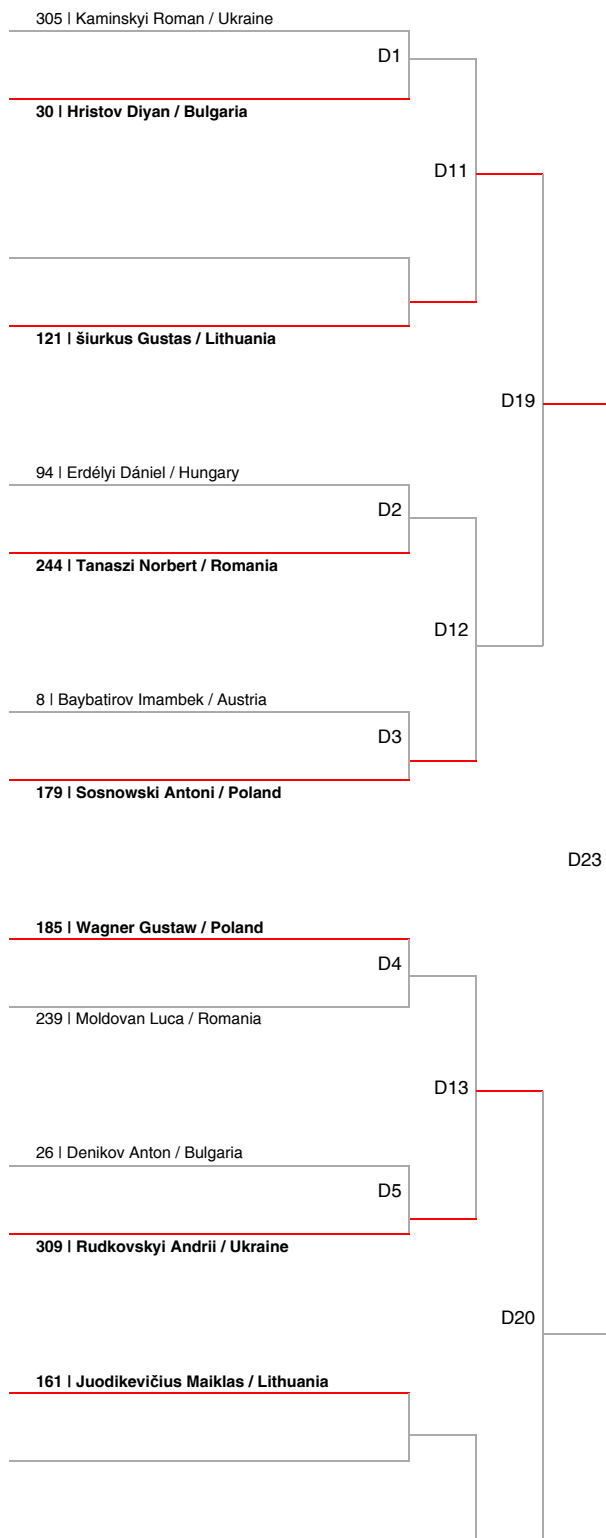 305 | Kaminskyi Roman / Ukraine
D1
30 | Hristov Diyan / Bulgaria
D11
121 | šiurkus Gustas / Lithuania
D19
94 | Erdélyi Dániel / Hungary
D2
244 | Tanaszi Norbert / Romania
D12
8 | Baybatirov Imambek / Austria
D3
179 | Sosnowski Antoni / Poland
D23
185 | Wagner Gustaw / Poland
D4
239 | Moldovan Luca / Romania
D13
26 | Denikov Anton / Bulgaria
D5
309 | Rudkovskyi Andrii / Ukraine
D20
161 | Juodikevičius Maiklas / Lithuania